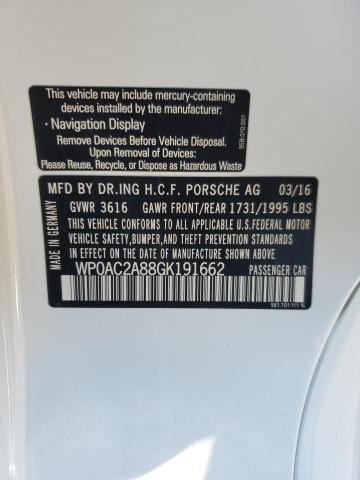 This vehicle may include mercury-containing
devices installed by the manufacturer:
· Navigation Display
Remove Devices Before Vehicle Disposal.
Upon Removal of Devices
Please Reuse, Recycle, or Dispose as Hazardous Waste
95B.010.001
MFD BY DR.ING H.C.F. PORSCHE AG 03/16
GVWR 3616 GAWR FRONT/REAR 1731/1995 LBS
THIS VEHICLE CONFORMS TO ALL APPLICABLE U.S.FEDERAL MOTOR
VEHICLE SAFETY,BUMPER,AND THEFT PREVENTION STANDARDS
IN EFFECT ON THE DATE OF MANUFACTURE SHOWN ABOVE.
WP0AC2A88GK191662 PASSENGER CAR